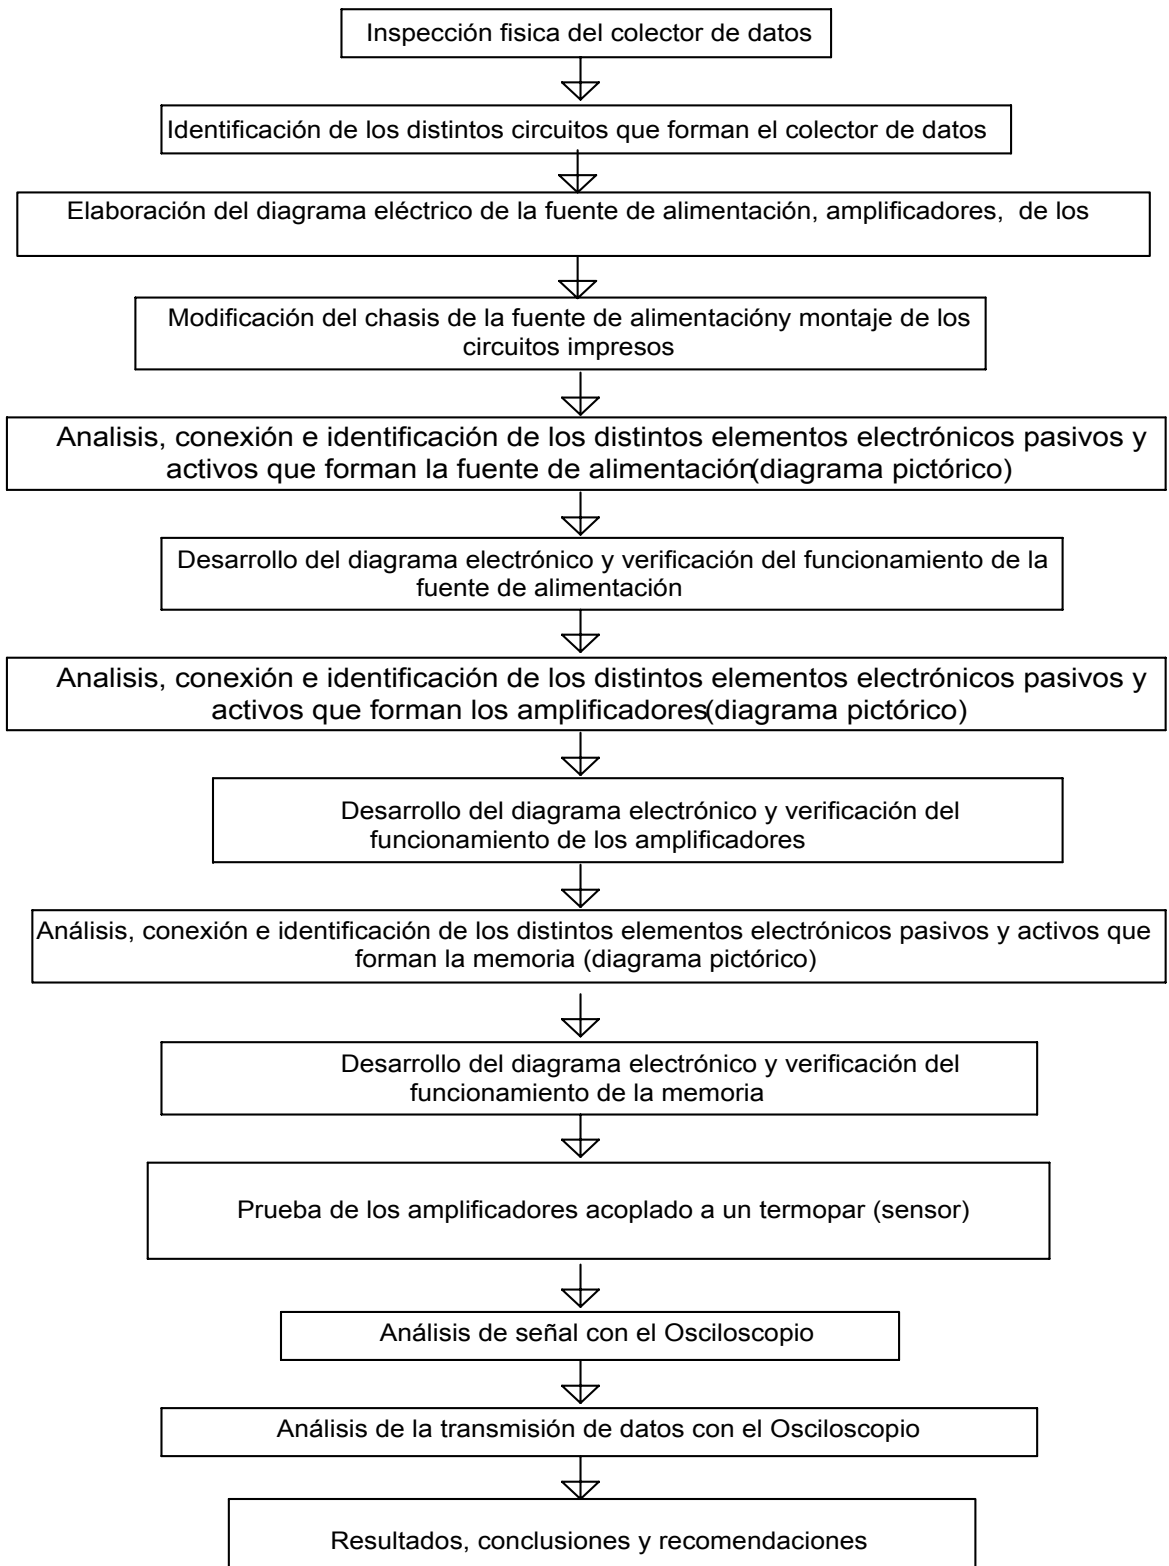 Inspección fisica del colector de datos
Identificación de los distintos circuitos que forman el colector de datos
Elaboración del diagrama eléctrico de la fuente de alimentación, amplificadores, de los
Modificación del chasis de la fuente de alimentacióny montaje de los
circuitos impresos
Analisis, conexión e identificación de los distintos elementos electrónicos pasivos y
activos que forman la fuente de alimentación(diagrama pictórico)
Desarrollo del diagrama electrónico y verificación del funcionamiento de la
fuente de alimentación
Analisis, conexión e identificación de los distintos elementos electrónicos pasivos y
activos que forman los amplificadores(diagrama pictórico)
Desarrollo del diagrama electrónico y verificación del
funcionamiento de los amplificadores
Análisis, conexión e identificación de los distintos elementos electrónicos pasivos y activos que
forman la memoria (diagrama pictórico)
Desarrollo del diagrama electrónico y verificación del
funcionamiento de la memoria
Prueba de los amplificadores acoplado a un termopar (sensor)
Análisis de señal con el Osciloscopio
Análisis de la transmisión de datos con el Osciloscopio
Resultados, conclusiones y recomendaciones